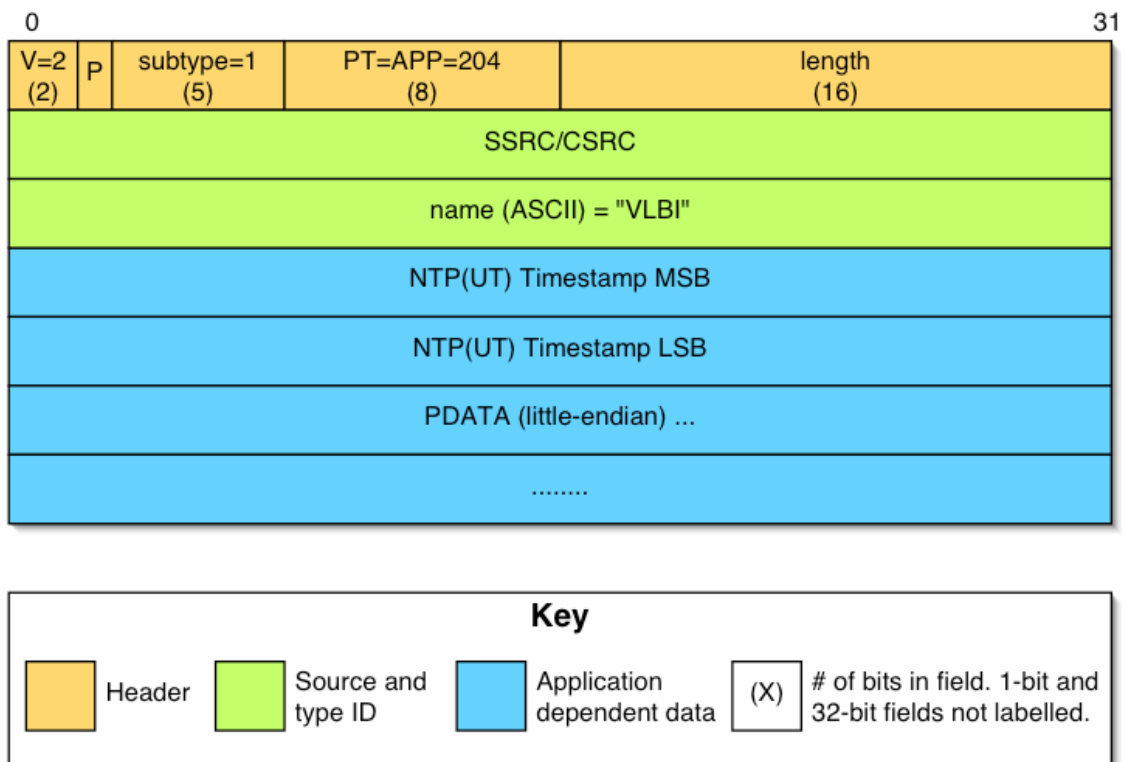 0 31
V=2 P subtype=1 PT=APP=204 length
(2) (5) (8) (16)
SSRC/CSRC
name (ASCII) = "VLBI"
NTP(UT) Timestamp MSB
NTP(UT) Timestamp LSB
PDATA (little-endian) ...
........
Key
Header
Source and
type ID
Application
dependent data
(X)
# of bits in field. 1-bit and
32-bit fields not labelled.